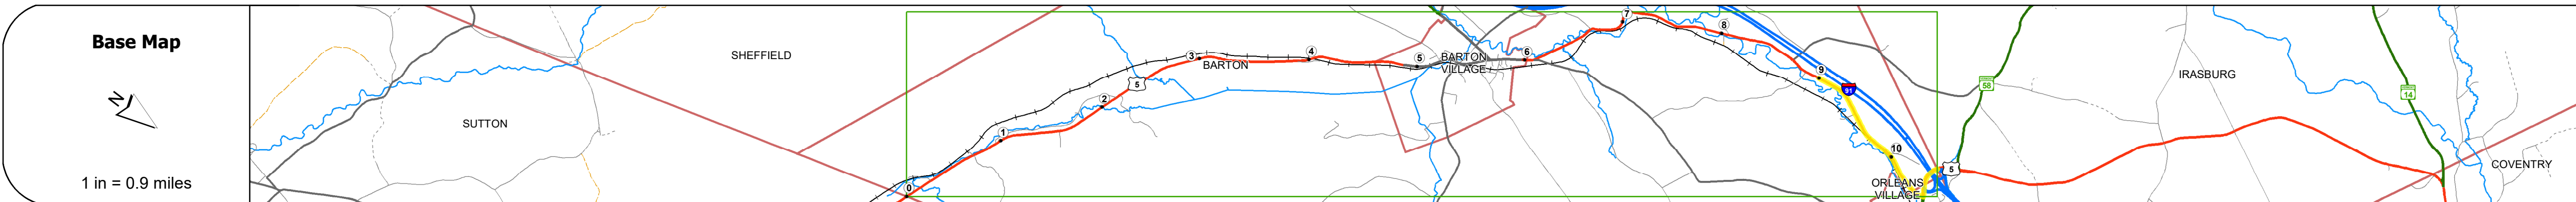 Base Map
N
1 in = 0.9 miles
SUTTON
SHEFFIELD
0
1
2
5
3
BARTON
4
5
BARTON
VILLAGE
6
7
8
9
91
10
ORLEANS
VILLAGE
5
58
IRASBURG
14
COVENTRY